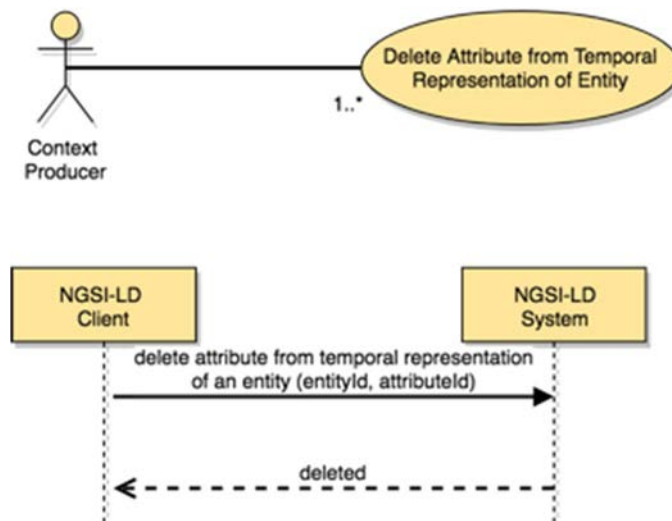 Delete Attribute from Temporal
Representation of Entity
1..*
Context
Producer
NGSI-LD
Client
NGSI-LD
System
delete attribute from temporal representation
of an entity (entityId, attributeId)
deleted